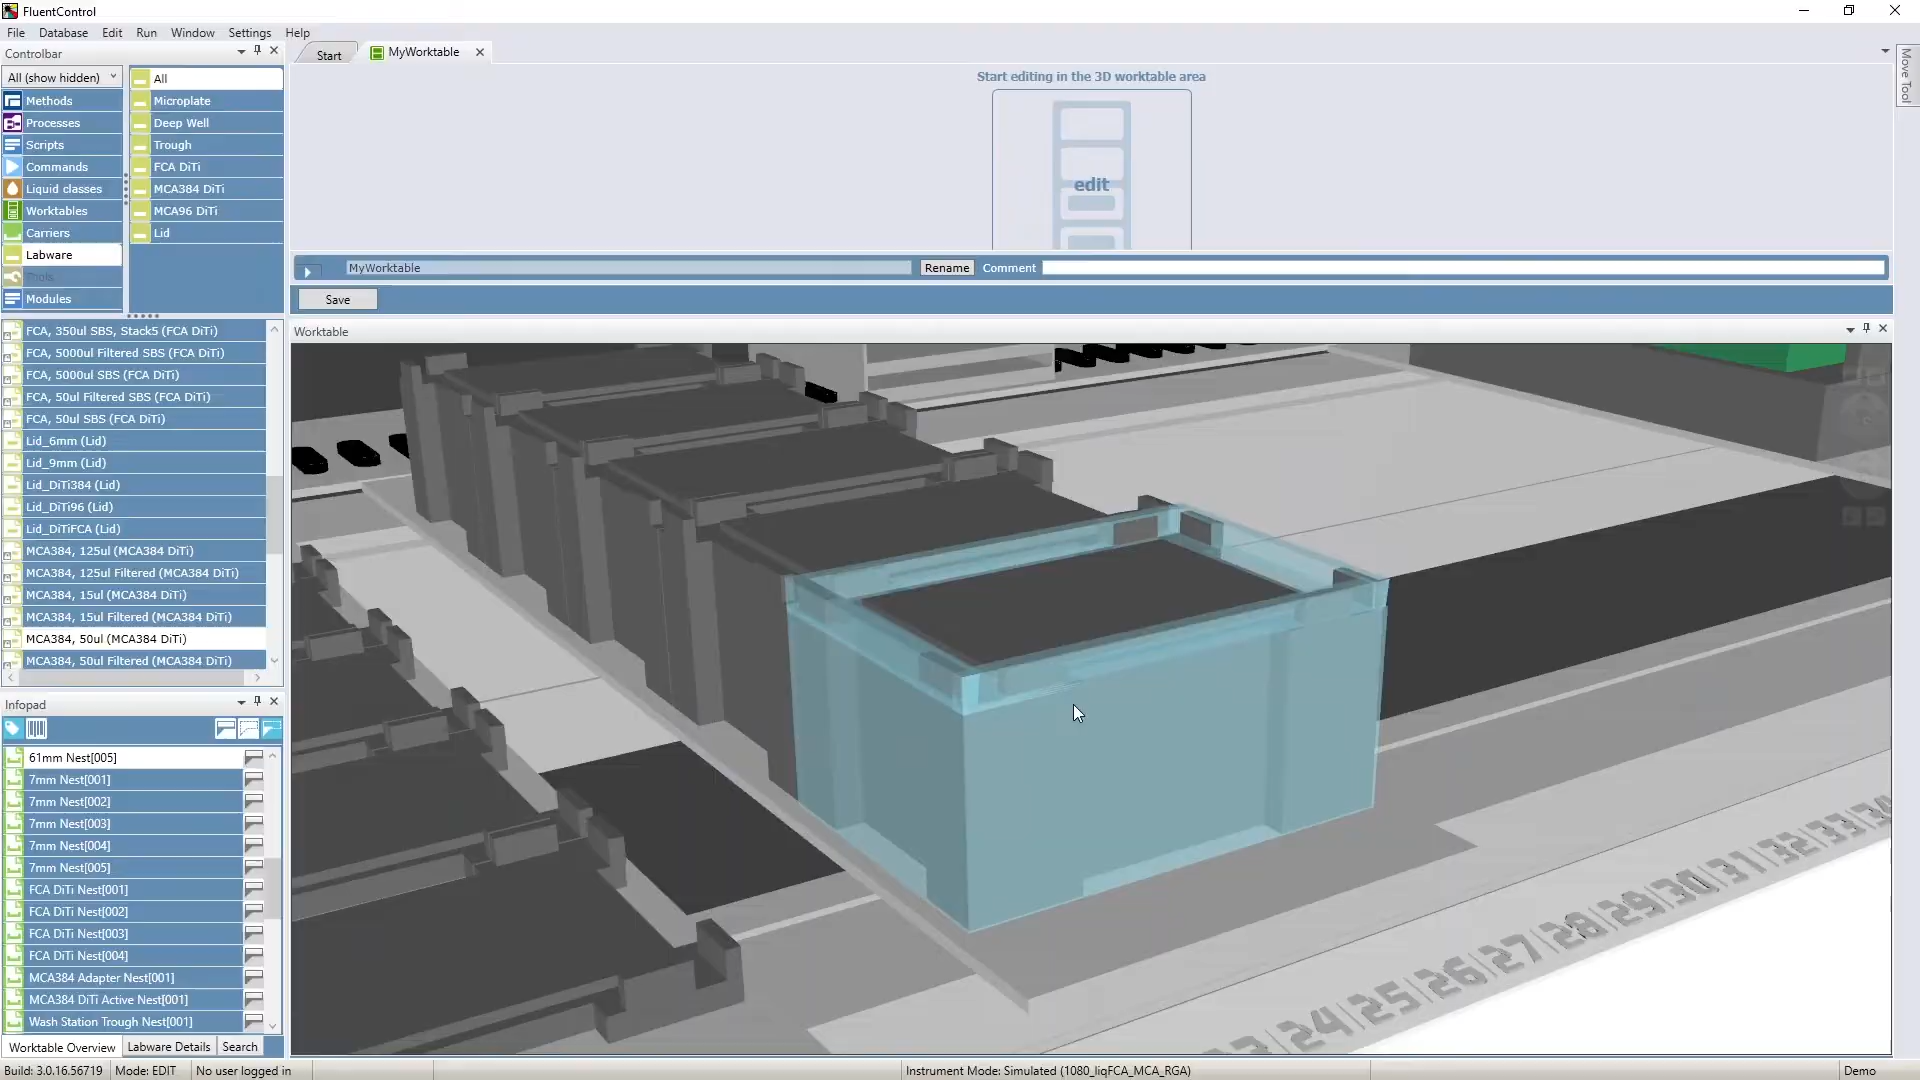 FluentControl
File Database Edit Run Window Settings Help
Controlbar
Start
MyWorktable
Move Tool
All (show hidden)
Methods
Processes
Scripts
Commands
Liquid classes
Worktables
Carriers
Labware
Tools
Modules
All
Microplate
Deep Well
Trough
FCA DiTi
MCA384 DiTi
MCA96 DiTi
Lid
Start editing in the 3D worktable area
edit
MyWorktable
Rename
Comment
Save
Worktable
FCA, 350ul SBS, Stack5 (FCA DiTi)
FCA, 5000ul Filtered SBS (FCA DiTi)
FCA, 5000ul SBS (FCA DiTi)
FCA, 50ul Filtered SBS (FCA DiTi)
FCA, 50ul SBS (FCA DiTi)
Lid_6mm (Lid)
Lid_9mm (Lid)
Lid_DiTi384 (Lid)
Lid_DiTi96 (Lid)
Lid_DiTiFCA (Lid)
MCA384, 125ul (MCA384 DiTi)
MCA384, 125ul Filtered (MCA384 DiTi)
MCA384, 15ul (MCA384 DiTi)
MCA384, 15ul Filtered (MCA384 DiTi)
MCA384, 50ul (MCA384 DiTi)
MCA384, 50ul Filtered (MCA384 DiTi)
Infopad
61mm Nest[005]
7mm Nest[001]
7mm Nest[002]
7mm Nest[003]
7mm Nest[004]
7mm Nest[005]
FCA DiTi Nest[001]
FCA DiTi Nest[002]
FCA DiTi Nest[003]
FCA DiTi Nest[004]
MCA384 Adapter Nest[001]
MCA384 DiTi Active Nest[001]
Wash Station Trough Nest[001]
Worktable Overview
Labware Details
Search
24 25 26 27 28 29 30 31 32 33 34
Build: 3.0.16.56719
Mode: EDIT
No user logged in
Instrument Mode: Simulated (1080_liqFCA_MCA_RGA)
Demo